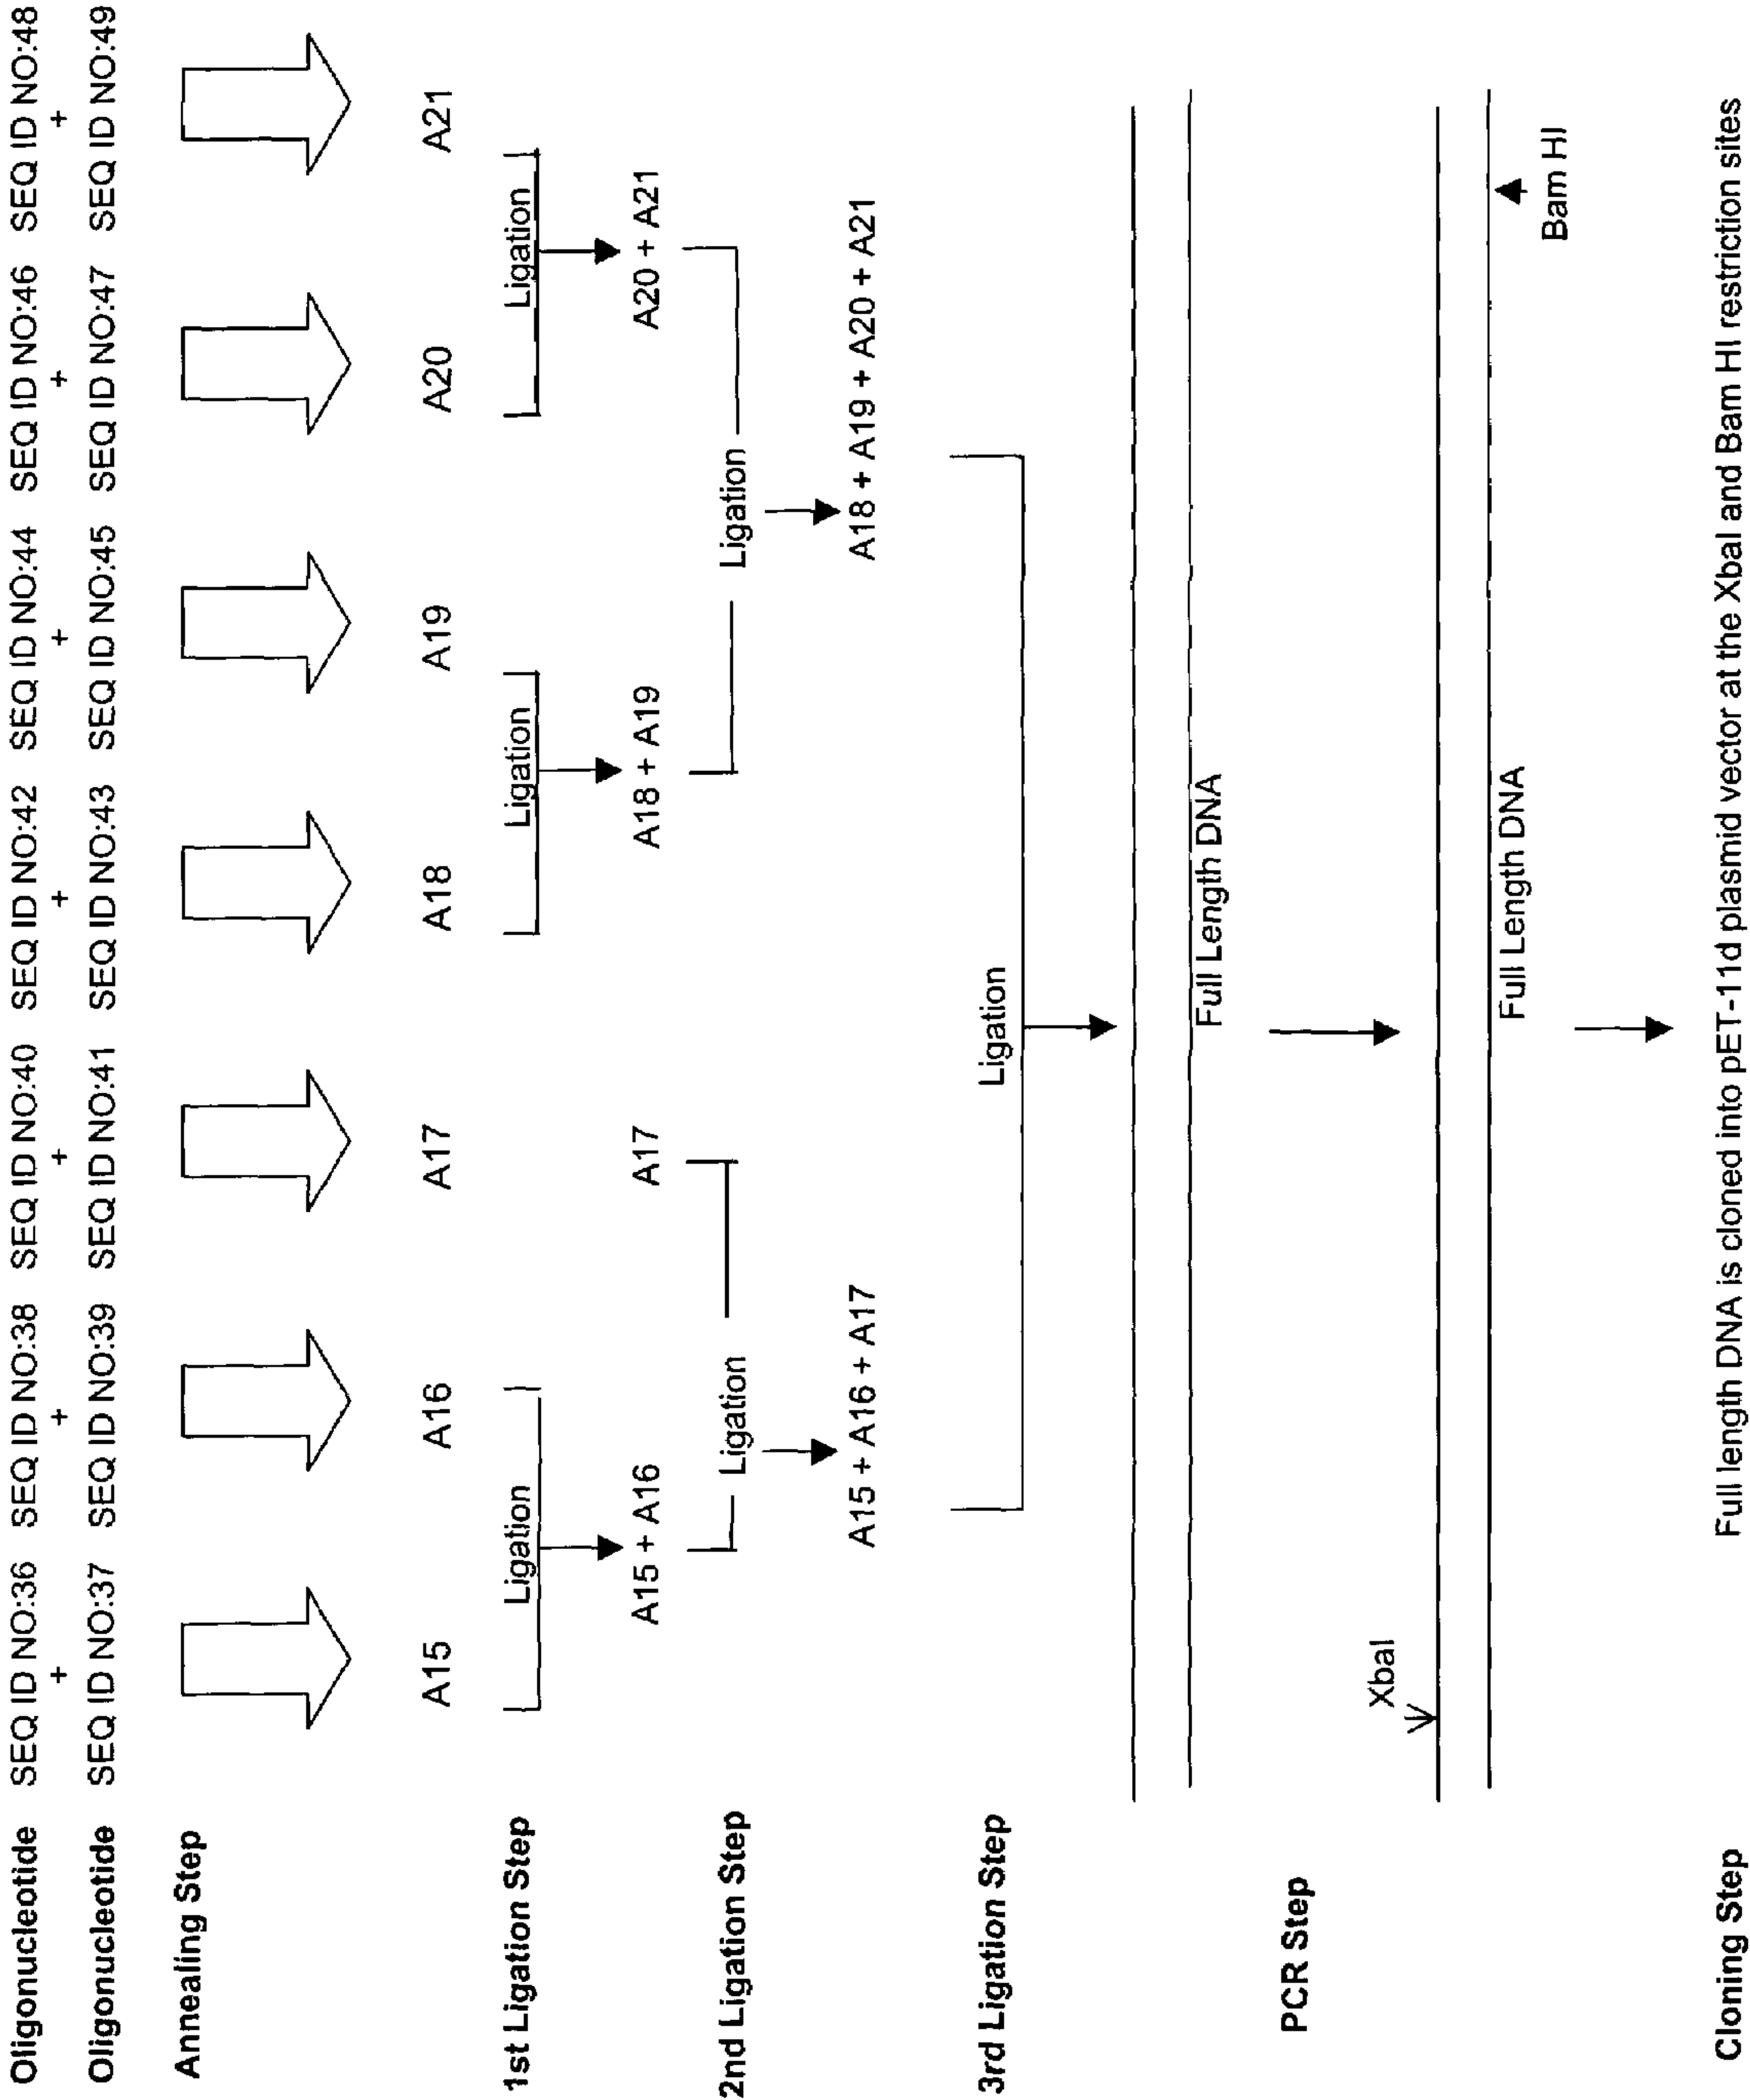 Oligonucleotide SEQ ID NO:36 SEQ ID NO:38 SEQ ID NO:40 SEQ ID NO:42 SEQ ID NO:44 SEQ ID NO:46 SEQ ID NO:48
+ + + + + + +
Oligonucleotide SEQ ID NO:37 SEQ ID NO:39 SEQ ID NO:41 SEQ ID NO:43 SEQ ID NO:45 SEQ ID NO:47 SEQ ID NO:49
Annealing Step
A15 A16 A17 A18 A19 A20 A21
1st Ligation Step Ligation Ligation Ligation
A15 + A16 A17 A18 + A19 A20 + A21
2nd Ligation Step Ligation Ligation
A15 + A16 + A17 A18 + A19 + A20 + A21
3rd Ligation Step Ligation
Full Length DNA
PCR Step
XbaI
Full Length DNA
Bam HI
Cloning Step Full length DNA is cloned into pET-11d plasmid vector at the XbaI and Bam HI restriction sites